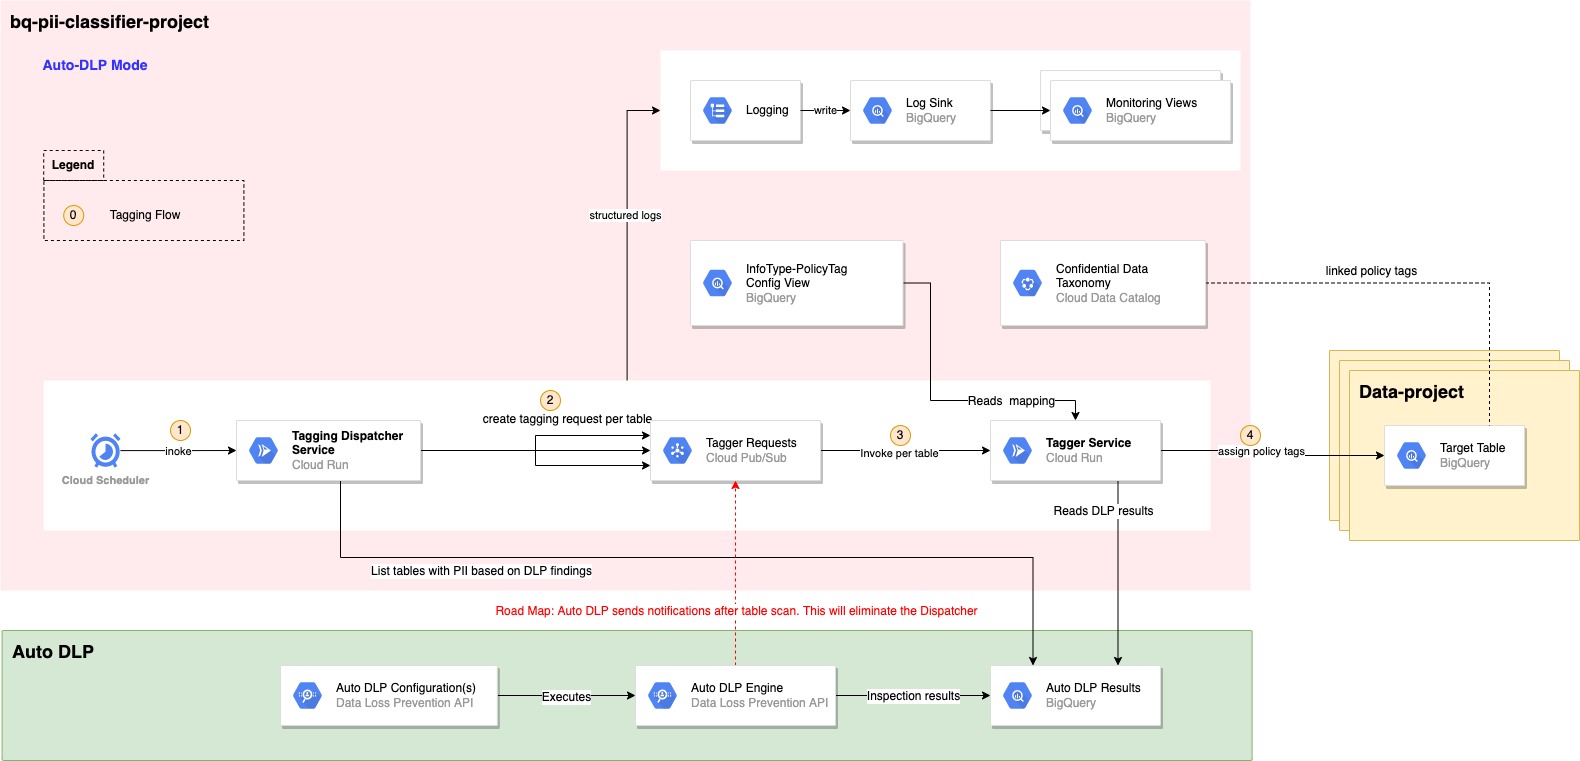 bq-pii-classifier-project
Auto-DLP Mode
Logging
write
Log Sink
BigQuery
Monitoring Views
BigQuery
Legend
0
Tagging Flow
structured logs
InfoType-PolicyTag
Config View
BigQuery
Confidential Data
Taxonomy
Cloud Data Catalog
linked policy tags
Data-project
Reads mapping
Cloud Scheduler
1
inoke
Tagging Dispatcher
Service
Cloud Run
2
create tagging request per table
Tagger Requests
Cloud Pub/Sub
3
Invoke per table
Tagger Service
Cloud Run
4
assign policy tags
Target Table
BigQuery
Reads DLP results
List tables with PII based on DLP findings
Road Map: Auto DLP sends notifications after table scan. This will eliminate the Dispatcher
Auto DLP
Auto DLP Configuration(s)
Data Loss Prevention API
Executes
Auto DLP Engine
Data Loss Prevention API
Inspection results
Auto DLP Results
BigQuery